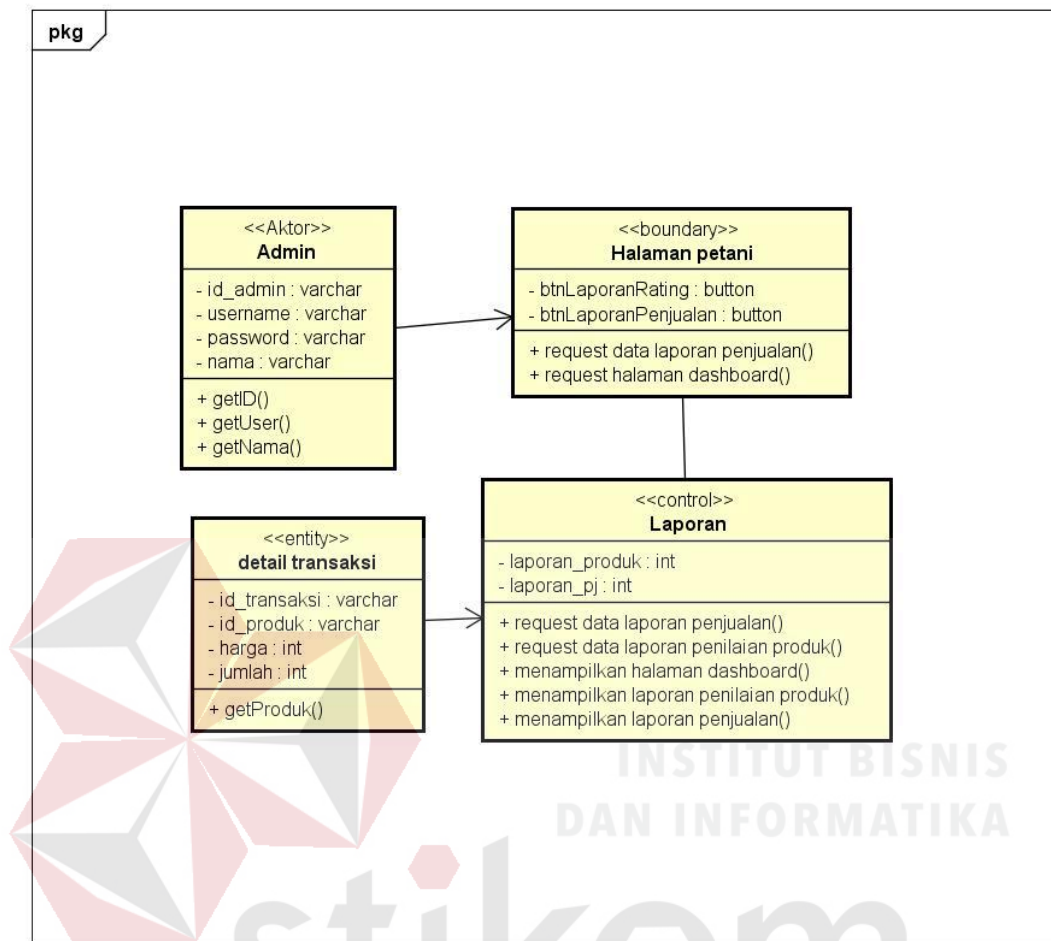 pkg
<<Aktor>>
Admin
- id_admin : varchar
- username : varchar
- password : varchar
- nama : varchar
+ getID()
+ getUser()
+ getNama()
<<boundary>>
Halaman petani
- btnLaporanRating : button
- btnLaporanPenjualan : button
+ request data laporan penjualan()
+ request halaman dashboard()
<<entity>>
detail transaksi
- id_transaksi : varchar
- id_produk : varchar
- harga : int
- jumlah : int
+ getProduk()
<<control>>
Laporan
- laporan_produk : int
- laporan_pj : int
+ request data laporan penjualan()
+ request data laporan penilaian produk()
+ menampilkan halaman dashboard()
+ menampilkan laporan penilaian produk()
+ menampilkan laporan penjualan()
INSTITUT BISNIS
DAN INFORMATIKA
stikom